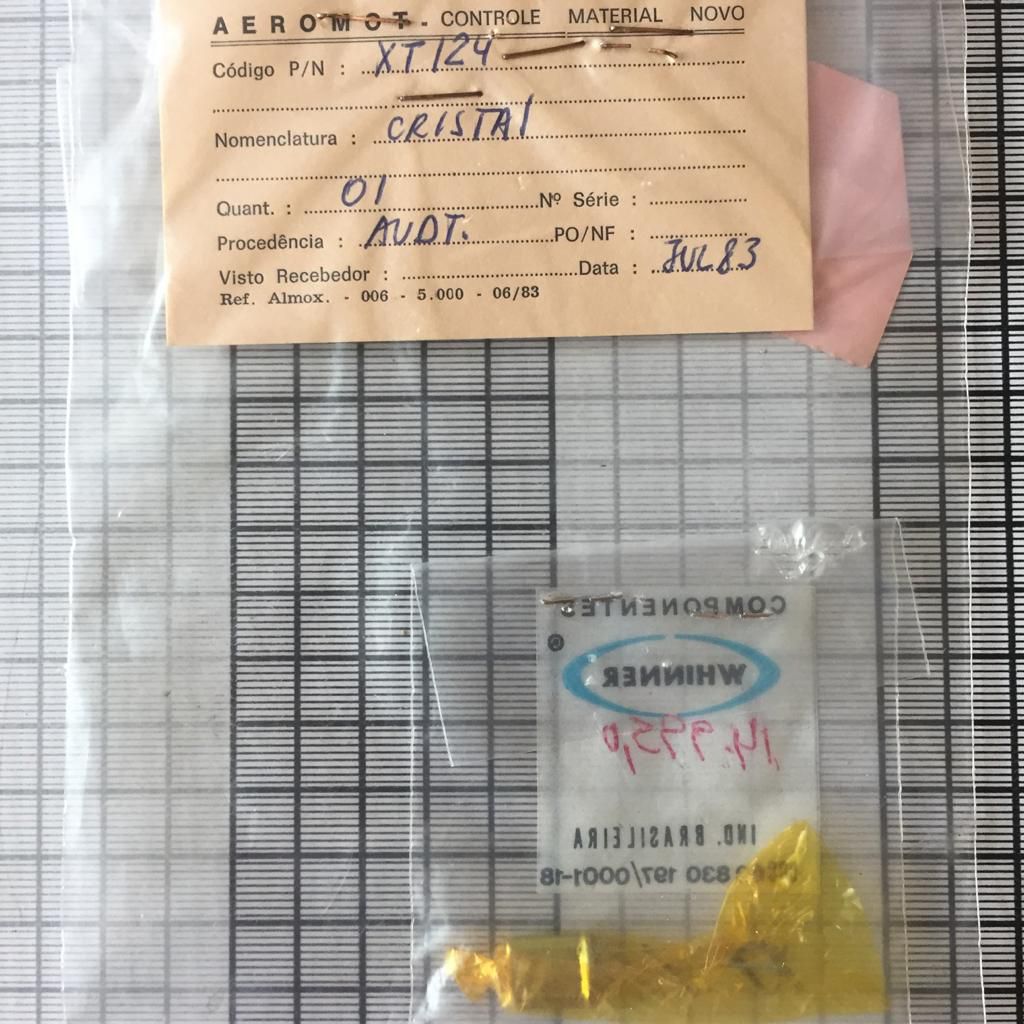 AEROMOT - CONTROLE MATERIAL NOVO
Código P/N : XT124
Nomenclatura : CRISTAl
Quant. : 01 Nº Série :
Procedência : AUDT. PO/NF :
Visto Recebedor : Data : JUL83
Ref. Almox. - 006 - 5.000 - 06/83
COMPONENTES
®
WHINNER
14.995,0
IND. BRASILEIRA
830 197/0001-18